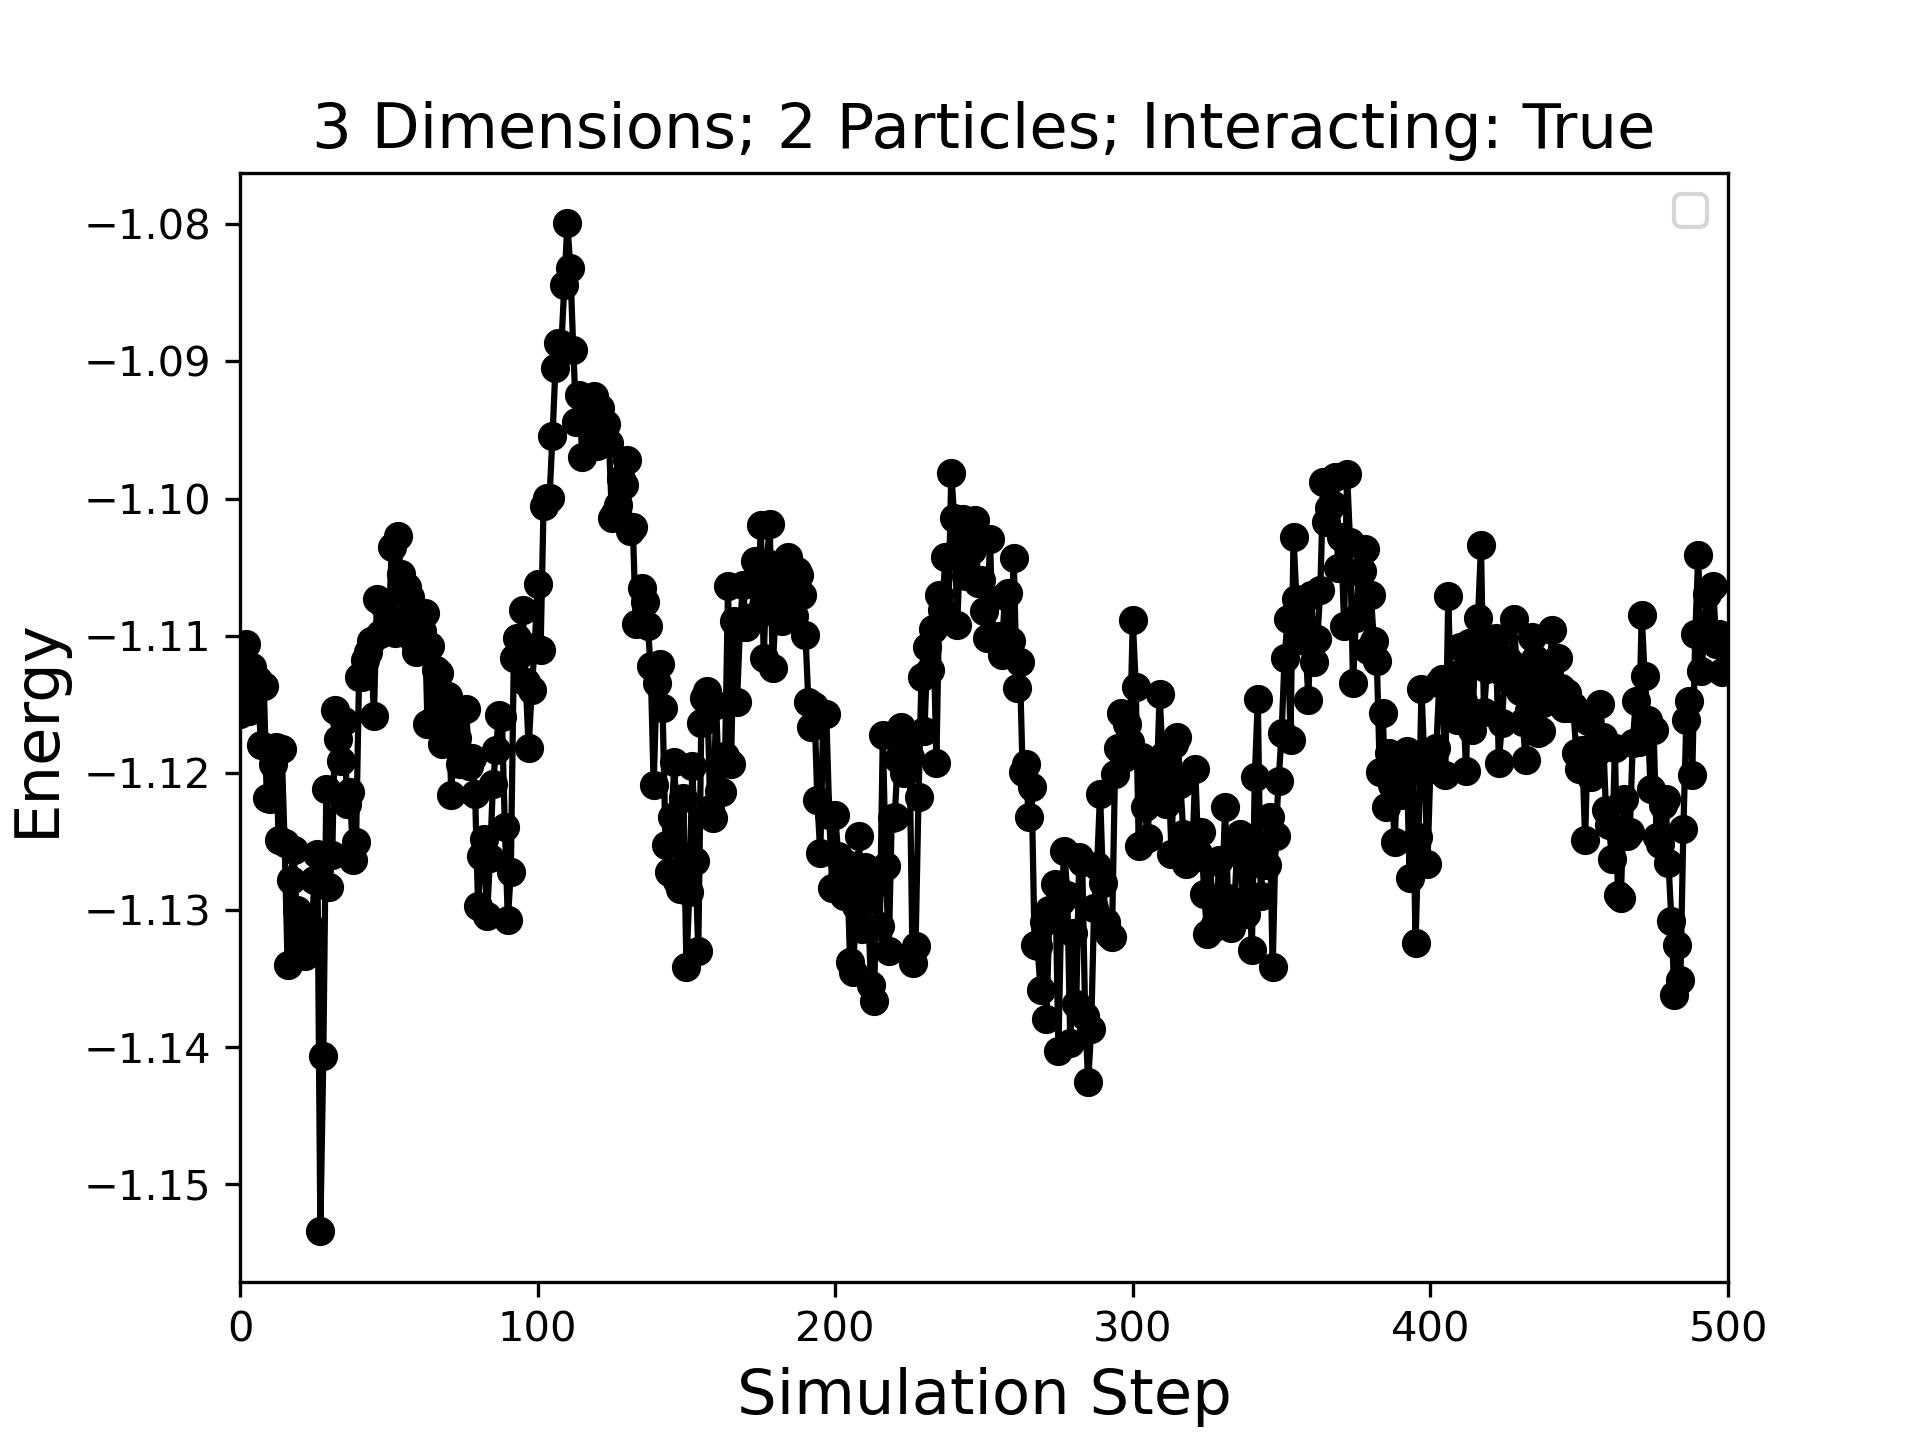 3 Dimensions; 2 Particles; Interacting: True
−1.08
−1.09
−1.10
−1.11
−1.12
−1.13
−1.14
−1.15
Energy
0 100 200 300 400 500
Simulation Step